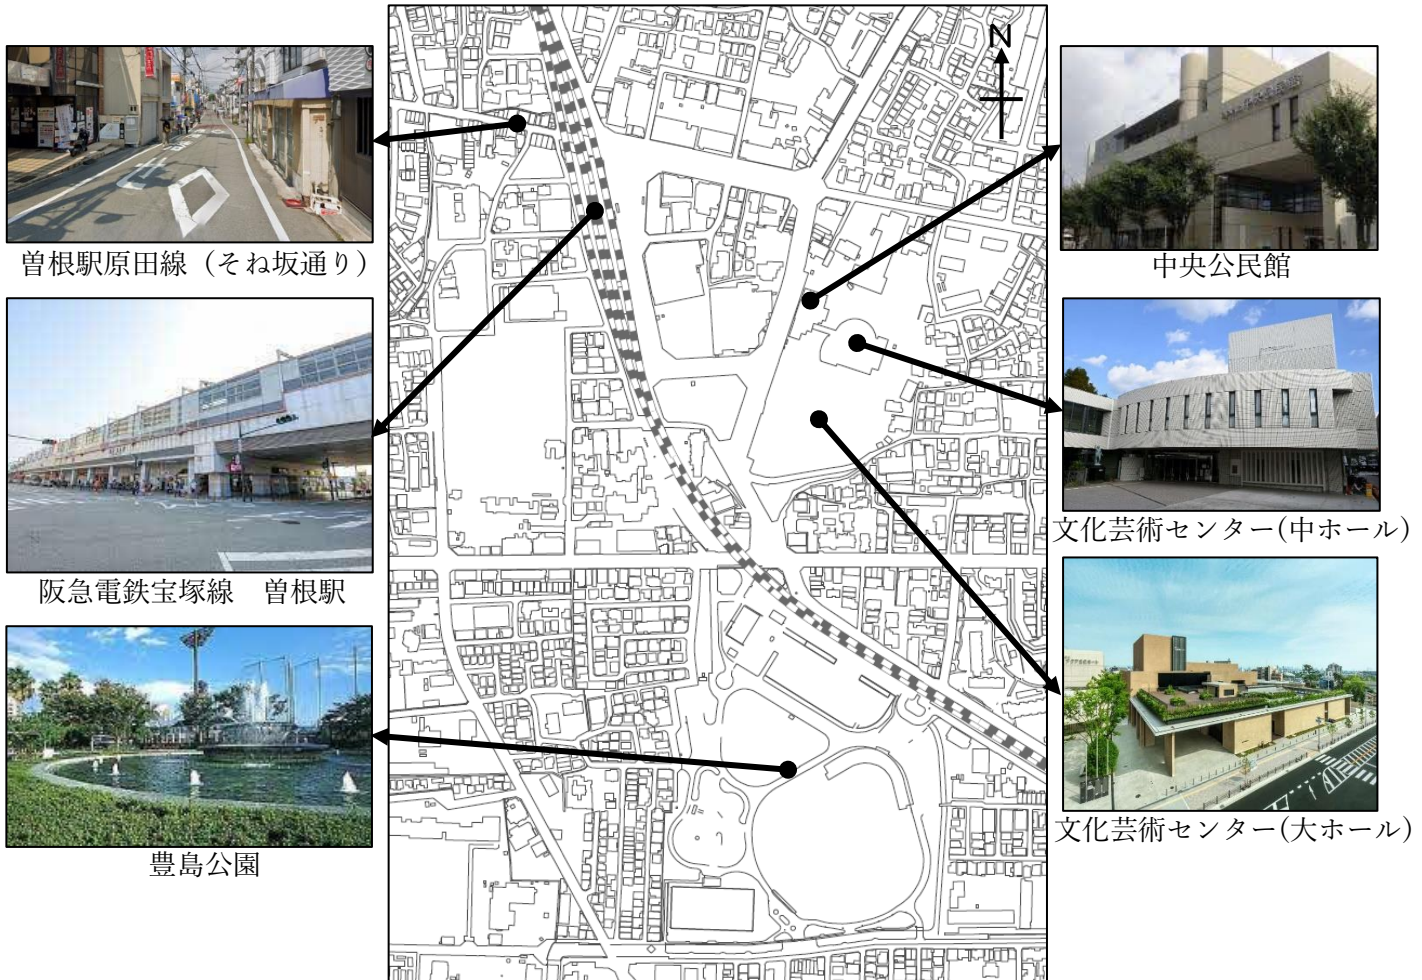 N
曽根駅原田線（そね坂通り）
中央公民館
阪急電鉄宝塚線　曽根駅
文化芸術センター(中ホール)
豊島公園
文化芸術センター(大ホール)